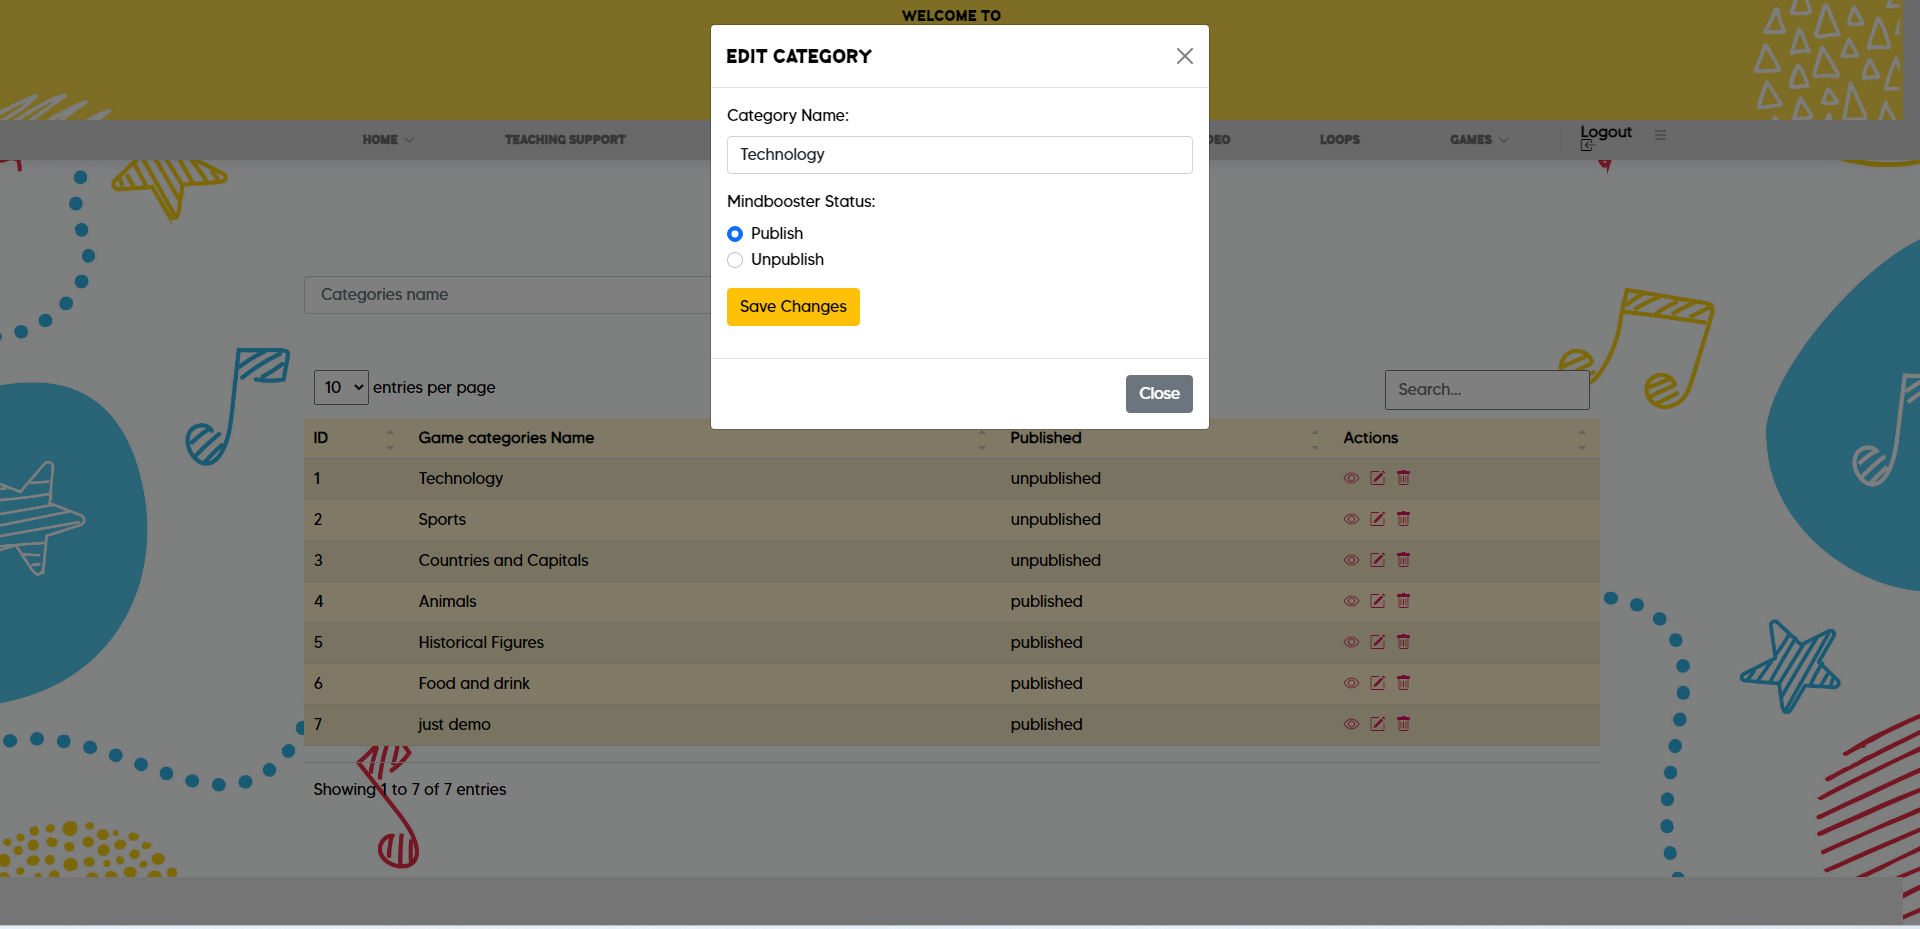 WELCOME TO
EDIT CATEGORY
HOME
TEACHING SUPPORT
LOOPS
GAMES
Logout
Category Name:
Technology
Mindbooster Status:
Publish
Unpublish
Save Changes
Close
Categories name
10 entries per page
Search...
ID Game categories Name Published Actions
1 Technology unpublished
2 Sports unpublished
3 Countries and Capitals unpublished
4 Animals published
5 Historical Figures published
6 Food and drink published
7 just demo published
Showing 1 to 7 of 7 entries